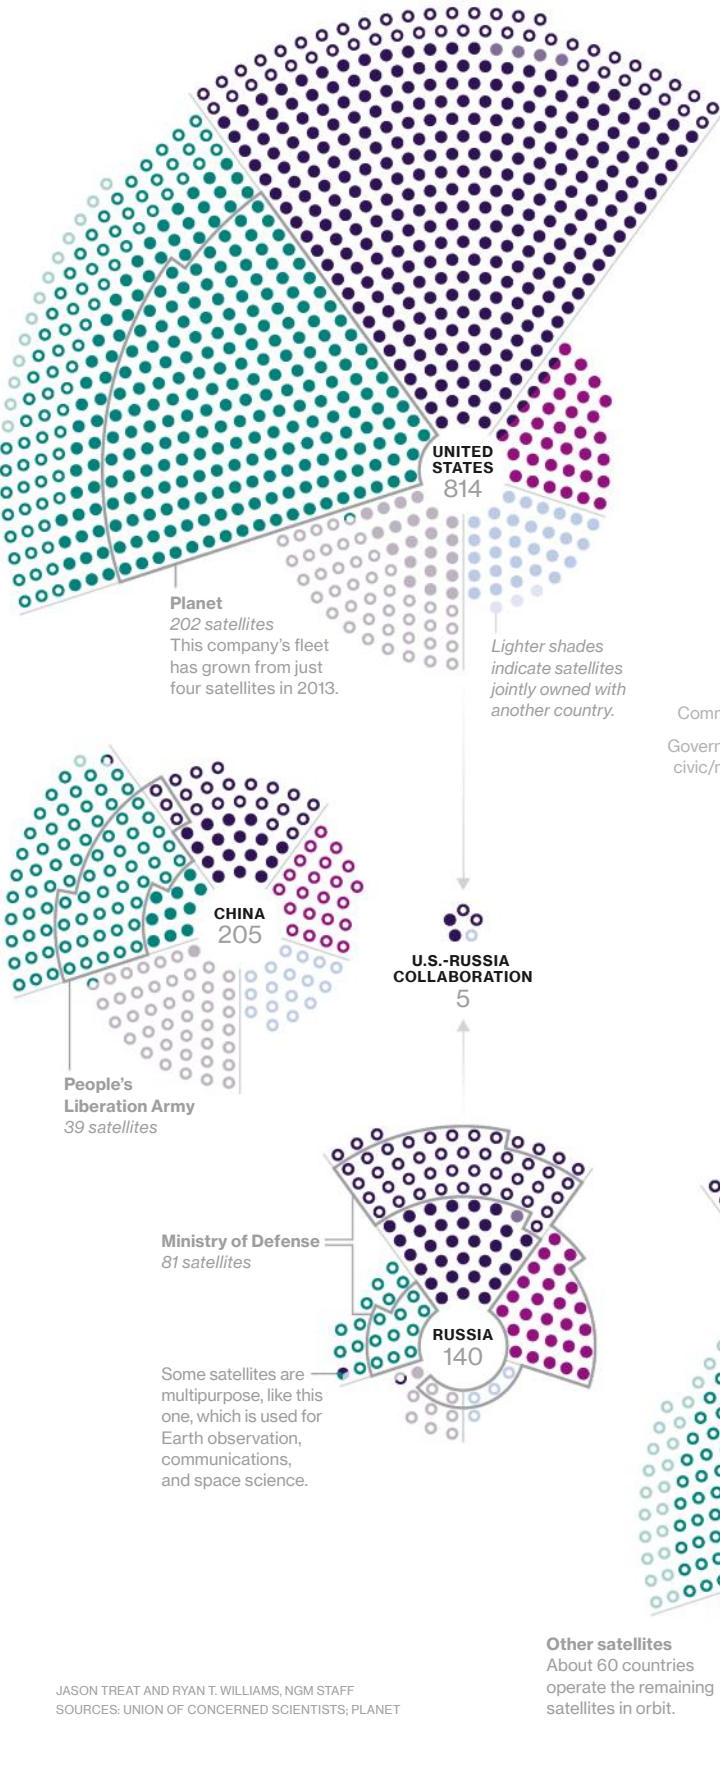 UNITED
STATES
814
Planet
202 satellites
This company's fleet
has grown from just
four satellites in 2013.
Lighter shades
indicate satellites
jointly owned with
another country.
Comm
Govern
civic/m
CHINA
205
U.S.-RUSSIA
COLLABORATION
5
People's
Liberation Army
39 satellites
Ministry of Defense
81 satellites
RUSSIA
140
Some satellites are
multipurpose, like this
one, which is used for
Earth observation,
communications,
and space science.
Other satellites
About 60 countries
operate the remaining
satellites in orbit.
JASON TREAT AND RYAN T. WILLIAMS, NGM STAFF
SOURCES: UNION OF CONCERNED SCIENTISTS; PLANET